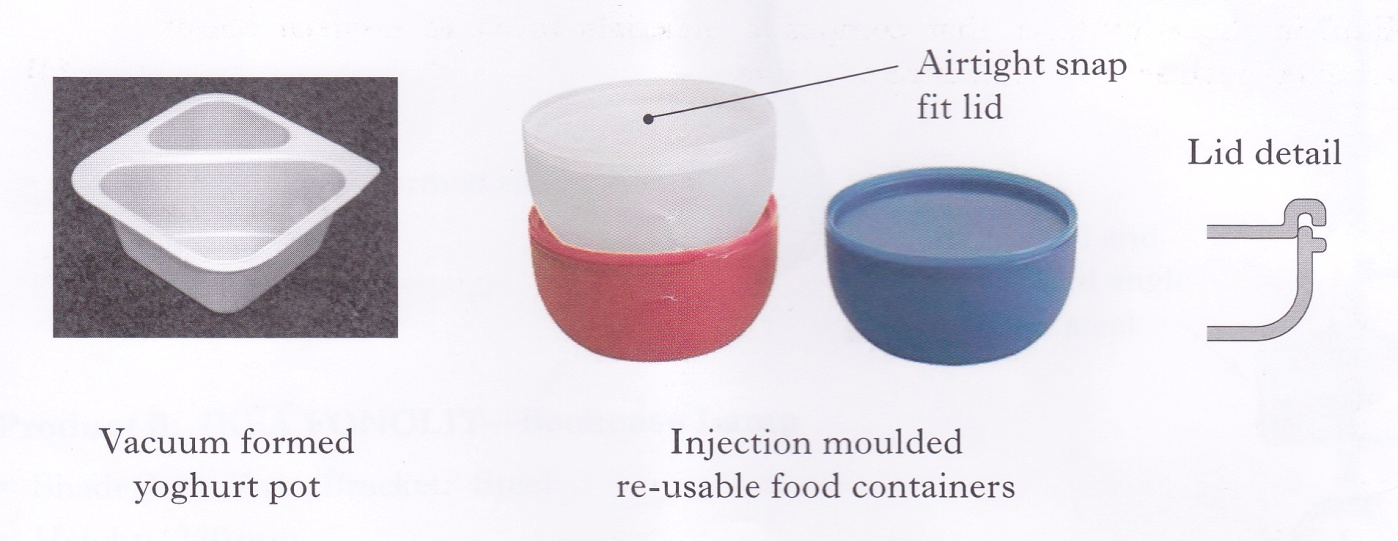 Airtight snap
fit lid
Lid detail
Vacuum formed
yoghurt pot
Injection moulded
re-usable food containers